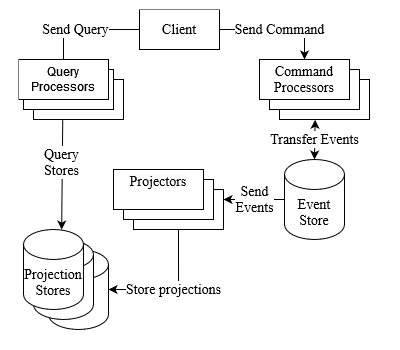 Send Query
Client
Send Command
Query
Processors
Command
Processors
Transfer Events
Query
Stores
Projectors
Send
Events
Event
Store
Projection
Stores
Store projections